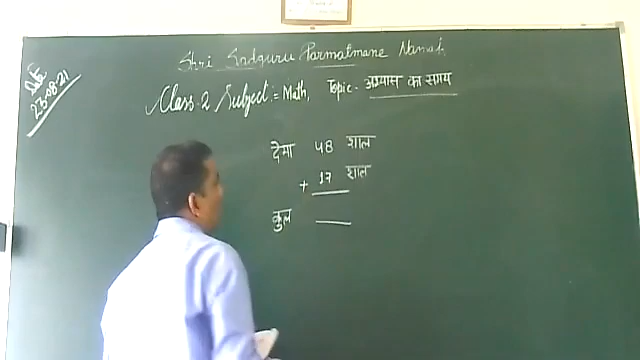 Shri Sadguru Parmatmane Namah
Date
23-08-21
Class-2 Subject:= Math, Topic- अभ्यास का समय
48 शाल
+ 17 शाल
कुल